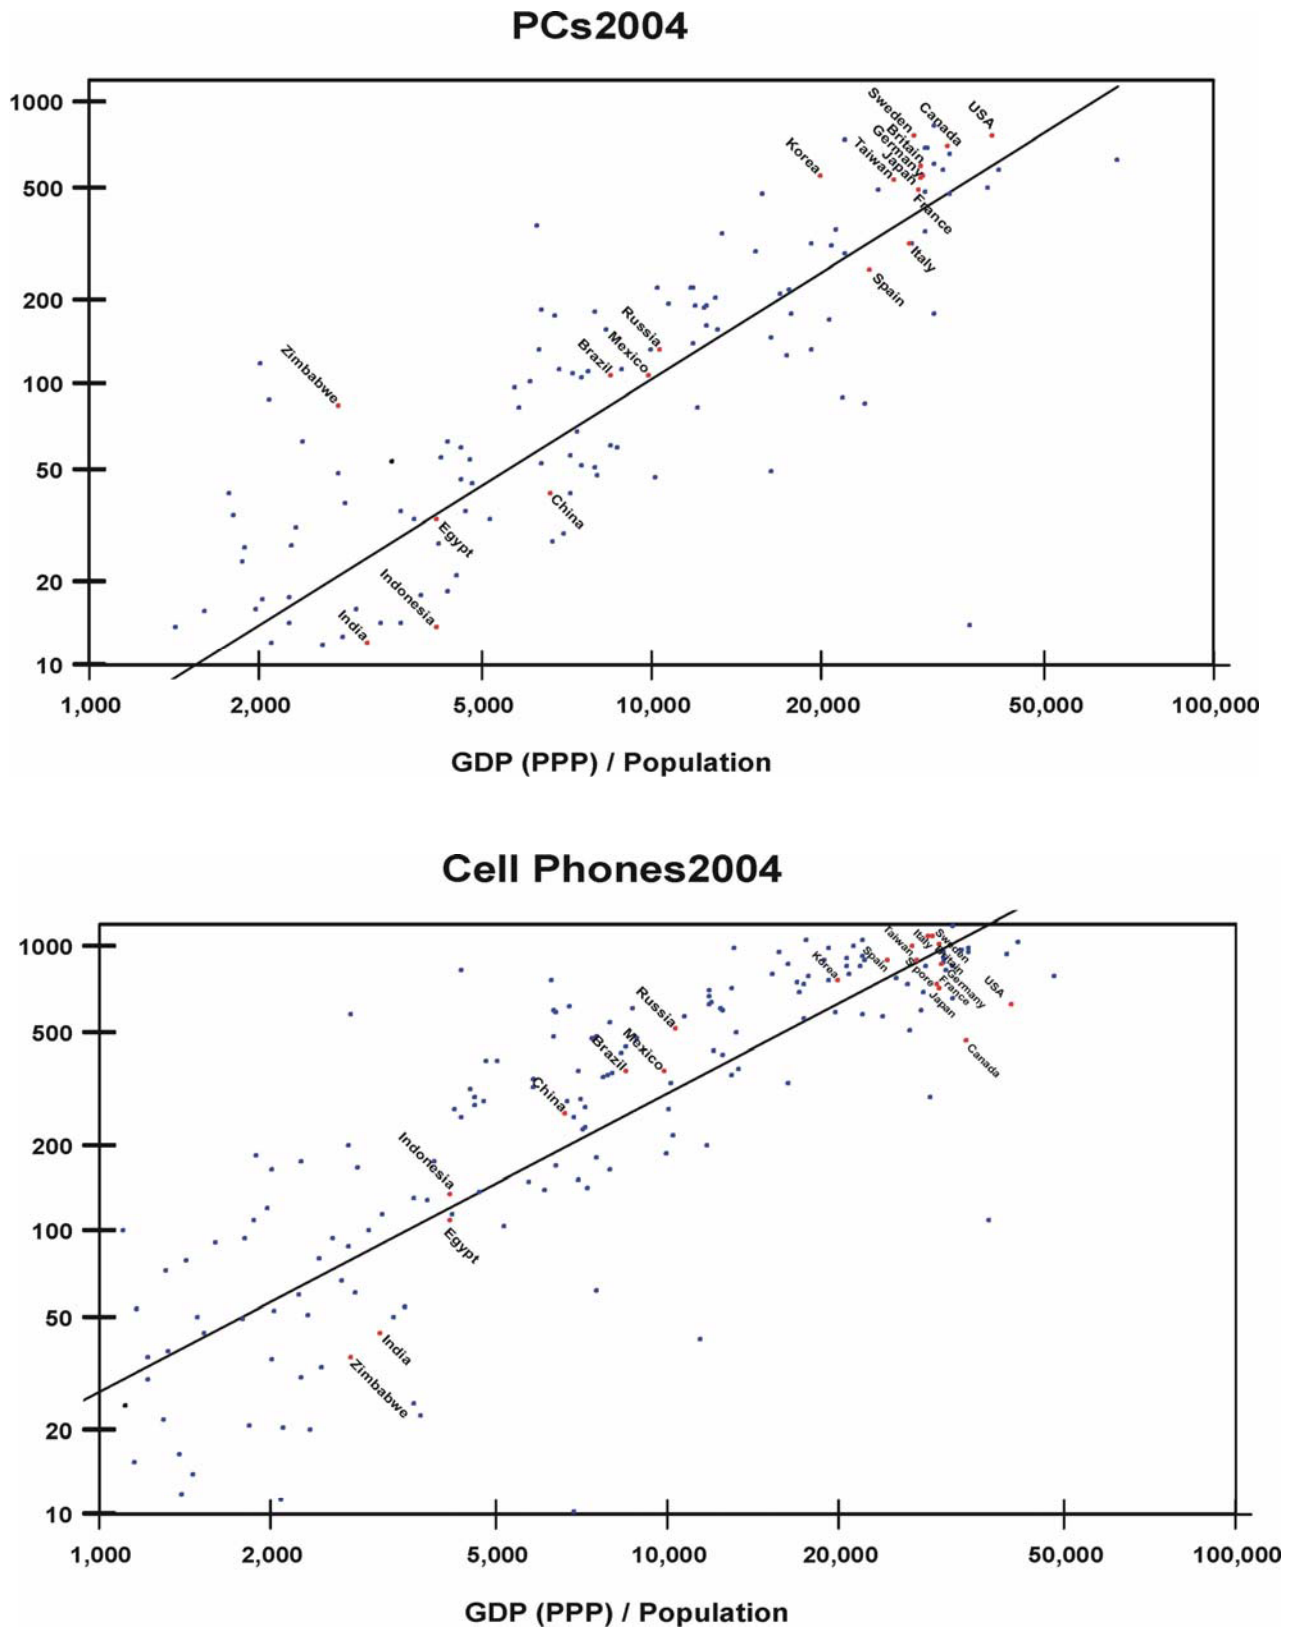 PCs2004
1000
500
200
100
50
20
10
Sweden
Canada
USA
Britain
Germany
Japan
Taiwan
Korea
France
Italy
Spain
Russia
Mexico
Brazil
Zimbabwe
China
Egypt
Indonesia
India
1,000 2,000 5,000 10,000 20,000 50,000 100,000
GDP (PPP) / Population
Cell Phones2004
1000
500
200
100
50
20
10
Taiwan
Italy
Sweden
Britain
Korea
Spain
Spore
Germany
France
Japan
USA
Canada
Russia
Mexico
Brazil
China
Indonesia
Egypt
India
Zimbabwe
1,000 2,000 5,000 10,000 20,000 50,000 100,000
GDP (PPP) / Population